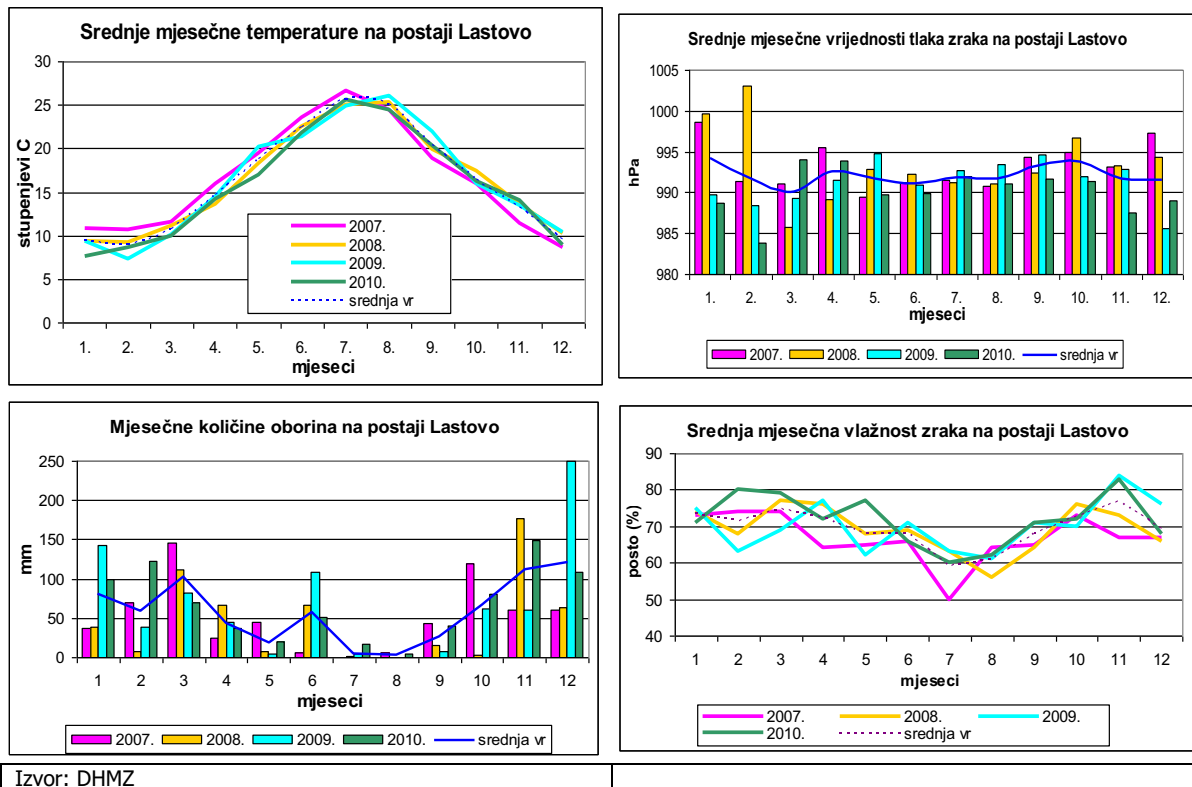 Srednje mjesečne temperature na postaji Lastovo
30
25
20
15
10
5
0
stupenjevi C
2007.
2008.
2009.
2010.
srednja vr
1. 2. 3. 4. 5. 6. 7. 8. 9. 10. 11. 12.
mjeseci
Srednje mjesečne vrijednosti tlaka zraka na postaji Lastovo
1005
1000
995
990
985
980
hPa
1. 2. 3. 4. 5. 6. 7. 8. 9. 10. 11. 12.
mjeseci
2007. 2008. 2009. 2010. srednja vr
Mjesečne količine oborina na postaji Lastovo
250
200
150
100
50
0
mm
1 2 3 4 5 6 7 8 9 10 11 12
mjeseci
2007. 2008. 2009. 2010. srednja vr
Srednja mjesečna vlažnost zraka na postaji Lastovo
90
80
70
60
50
40
posto (%)
1 2 3 4 5 6 7 8 9 10 11 12
mjeseci
2007. 2008. 2009.
2010. srednja vr
Izvor: DHMZ